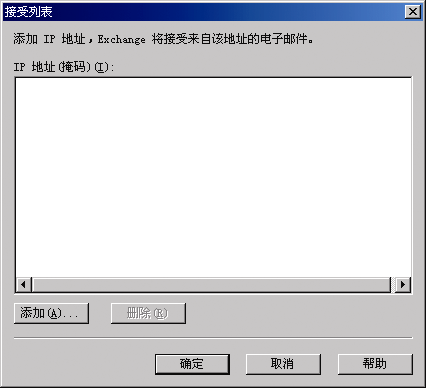 接受列表
添加 IP 地址，Exchange 将接受来自该地址的电子邮件。
IP 地址(掩码)(I):
添加(A)...
删除(R)
确定
取消
帮助